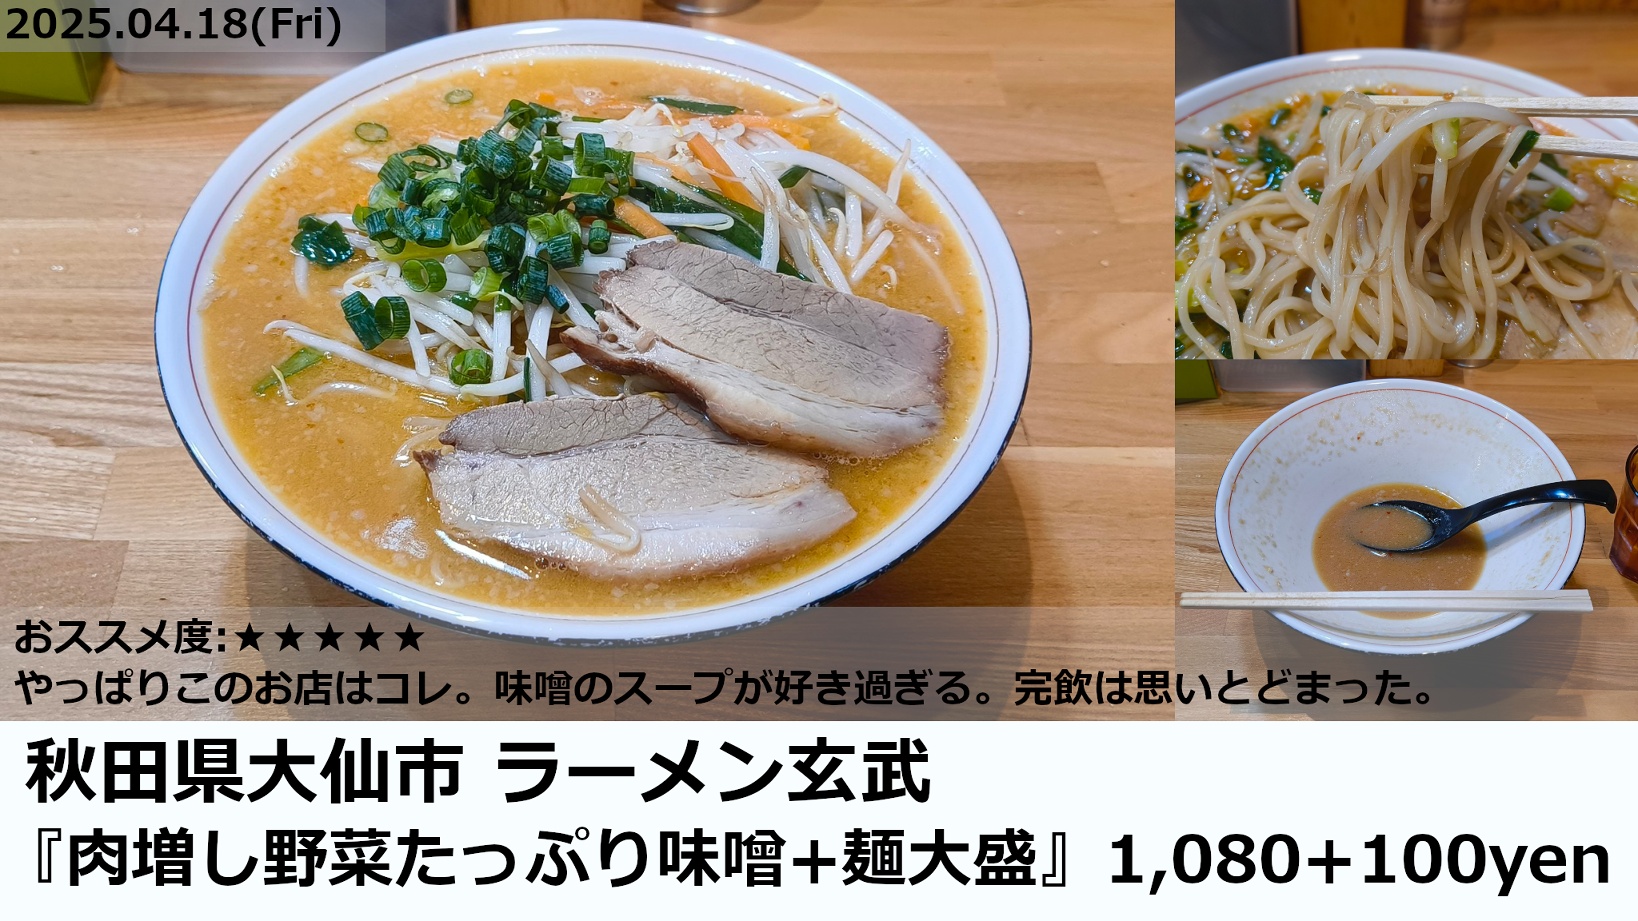 2025.04.18(Fri)
おススメ度:★★★★★
やっぱりこのお店はコレ。味噌のスープが好き過ぎる。完飲は思いとどまった。
秋田県大仙市 ラーメン玄武
『肉増し野菜たっぷり味噌+麺大盛』1,080+100yen